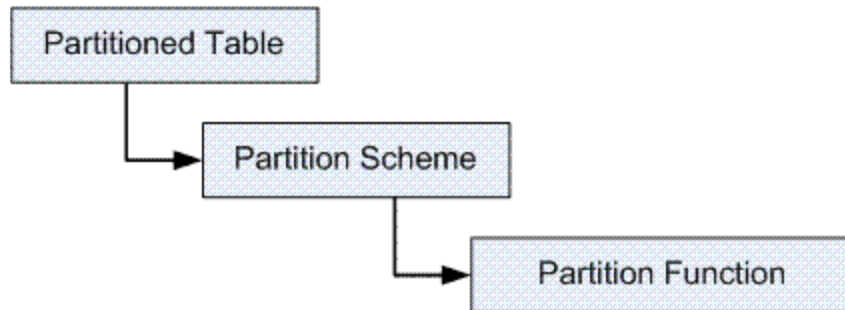 Partitioned Table
Partition Scheme
Partition Function